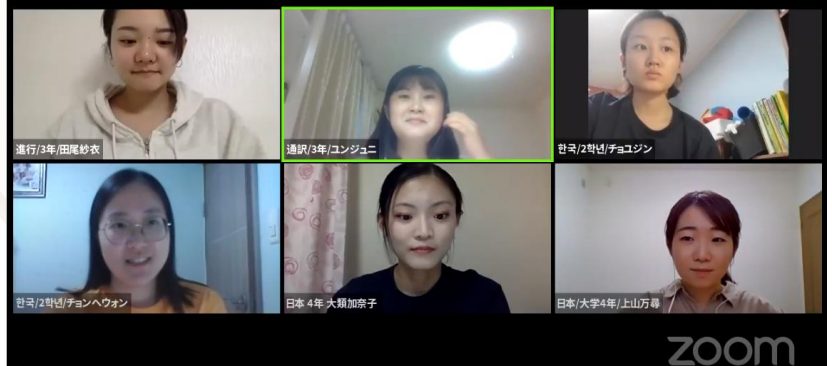 進行/3年/田尾紗衣
通訳/3年/ユンジュニ
한국/2학년/チョユジン
한국/2학년/チョンヘウォン
日本 4年 大類加奈子
日本/大学4年/上山万尋
zoom